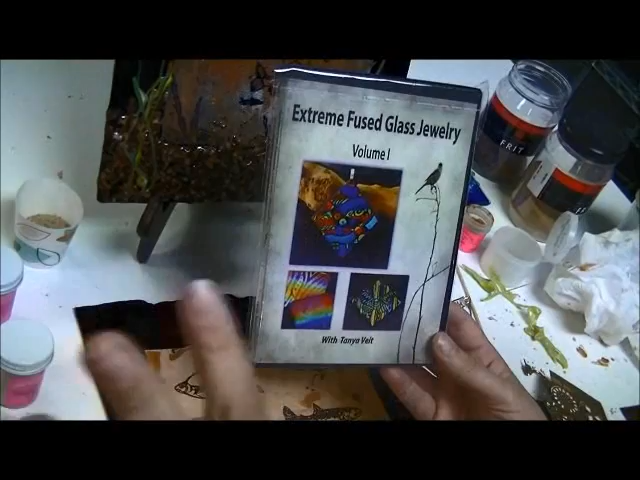 Extreme Fused Glass Jewelry
Volume I
With Tanya Veit
FRIT